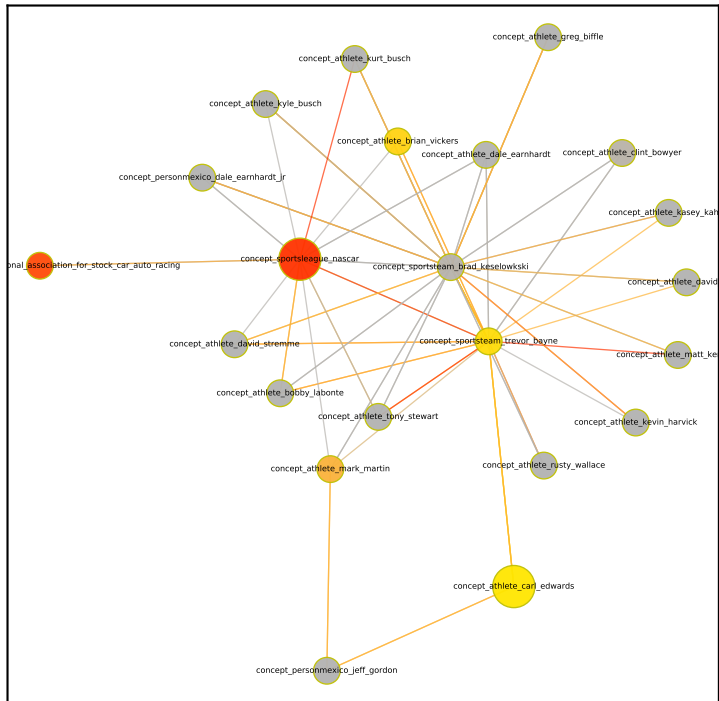 concept_athlete_greg_biffle
concept_athlete_kurt_busch
concept_athlete_kyle_busch
concept_athlete_brian_vickers
concept_athlete_dale_earnhardt
concept_athlete_clint_bowyer
concept_personmexico_dale_earnhardt_jr
concept_athlete_kasey_kah
concept_sportsleague_nascar
onal_association_for_stock_car_auto_racing
concept_sportsteam_brad_keselowski
concept_athlete_david
concept_sportsteam_trevor_bayne
concept_athlete_david_stremme
concept_athlete_matt_ke
concept_athlete_bobby_labonte
concept_athlete_tony_stewart
concept_athlete_kevin_harvick
concept_athlete_mark_martin
concept_athlete_rusty_wallace
concept_athlete_carl_edwards
concept_personmexico_jeff_gordon